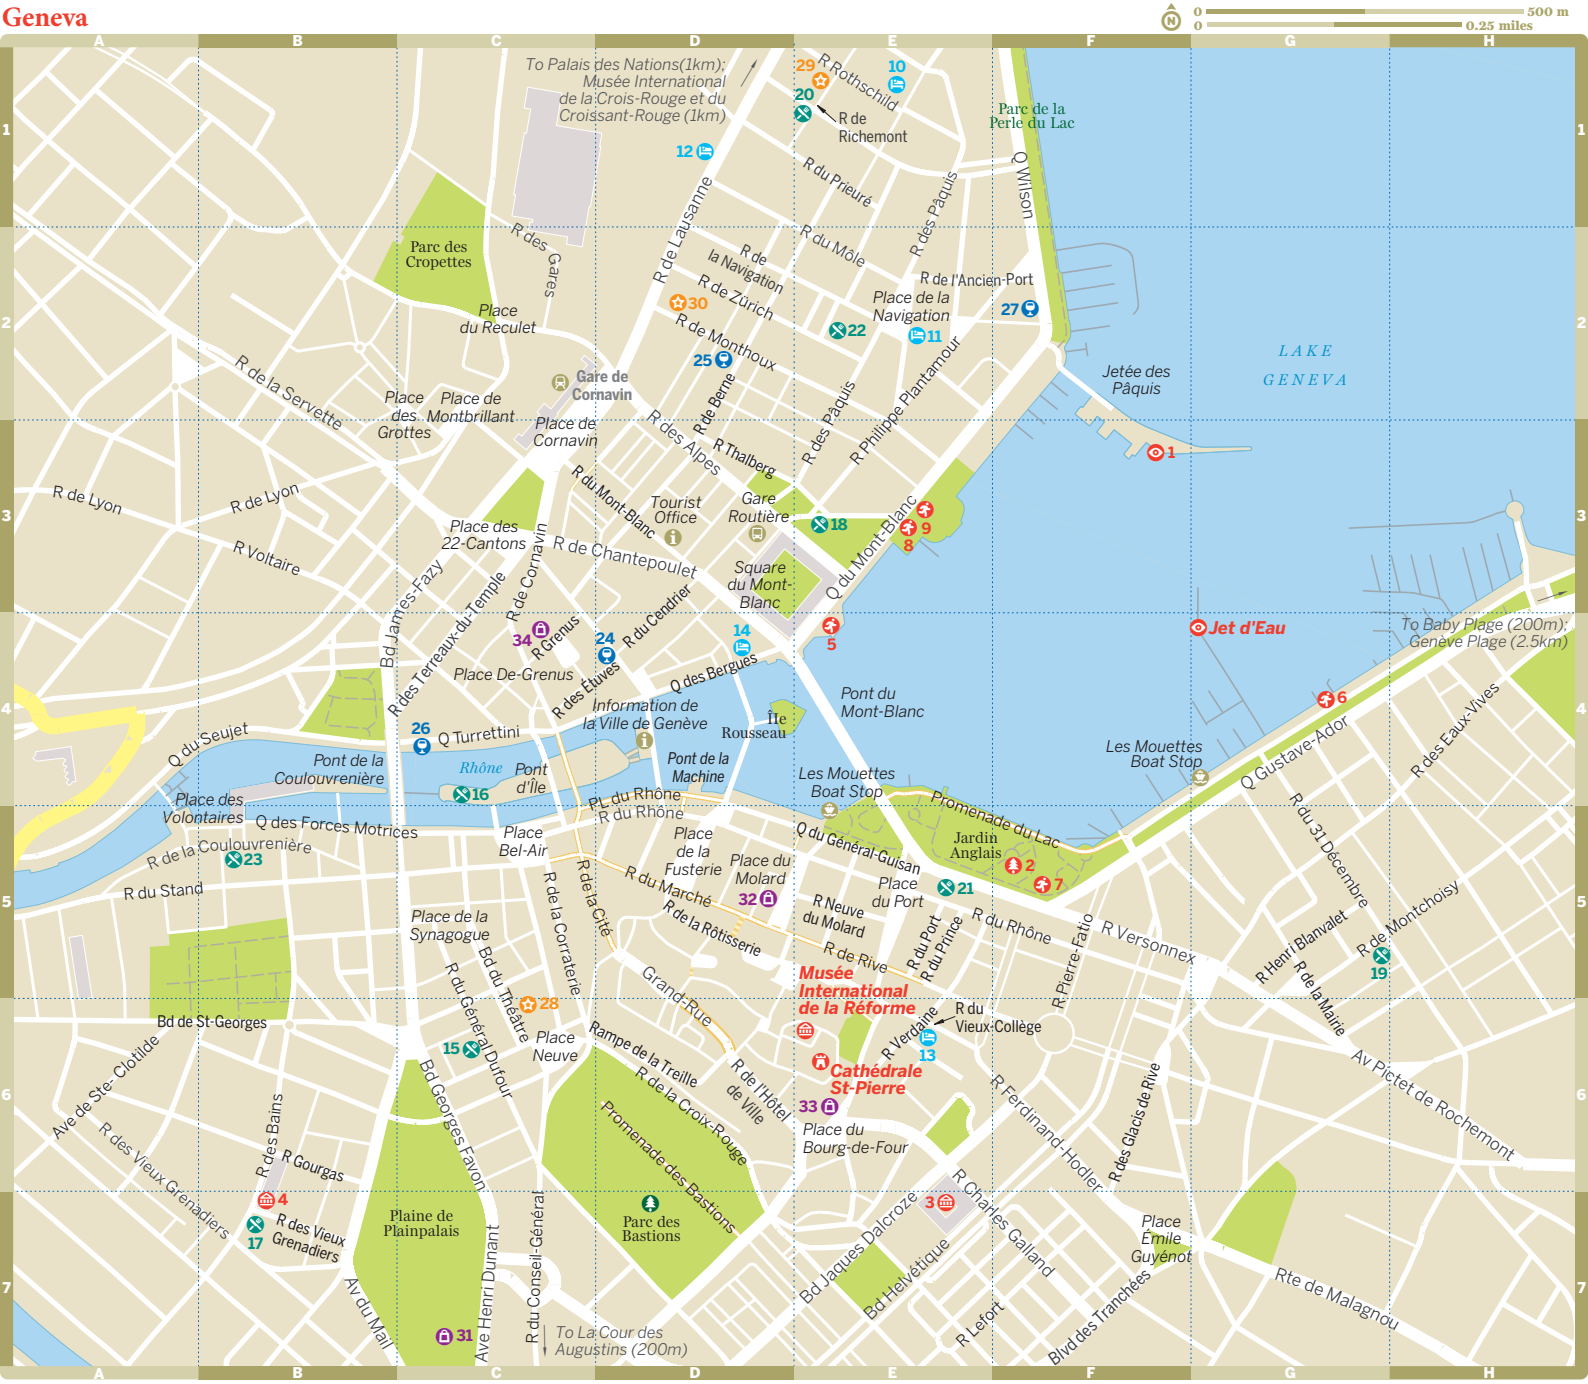 Geneva
N
0 500 m
0 0.25 miles
A B C D E F G H
1
2
3
4
5
6
7
To Palais des Nations(1km);
Musée International
de la Crois-Rouge et du
Croissant-Rouge (1km)
29
R Rothschild
10
20
R de
Richemont
Parc de la
Perle du Lac
12
R du Prieuré
Q Wilson
R de Lausanne
R des Pâquis
R des Gares
Parc des
Cropettes
R du Môle
R de
la Navigation
R de l'Ancien-Port
Place de la
Navigation
R de Zürich
30
27
Place
du Reculet
R de Monthoux
22
11
25
LAKE
GENEVA
R de la Servette
Gare de
Cornavin
R de Berne
R des Pâquis
R Philippe Plantamour
Jetée des
Pâquis
Place
des
Grottes
Place de
Montbrillant
Place de
Cornavin
R des Alpes
R Thalberg
1
R de Lyon
R de Lyon
R du Mont-Blanc
Tourist
Office
Gare
Routière
18
Q du Mont-Blanc
9
8
Place des
22-Cantons
R de Cornavin
R de Chantepoulet
R Voltaire
Square
du Mont-
Blanc
Bd James-Fazy
R des Terreaux-du-Temple
34
R Grenus
24
R du Cendrier
14
5
Jet d'Eau
To Baby Plage (200m);
Genève Plage (2.5km)
Place De-Grenus
R des Étuves
Q des Bergues
Pont du
Mont-Blanc
6
Information de
la Ville de Genève
Île
Rousseau
R des Eaux-Vives
26
Q Turrettini
Q du Seujet
Pont de la
Coulouvrenière
Rhône
Pont
d'Île
Pont de la
Machine
Les Mouettes
Boat Stop
Les Mouettes
Boat Stop
Q Gustave-Ador
16
PL du Rhône
R du Rhône
Place des
Volontaires
Q des Forces Motrices
Place
Bel-Air
Place
de la
Fusterie
Q du Général-Guisan
Promenade du Lac
Jardin
Anglais
2
7
R du 31 Décembre
R de la Coulouvrenière
23
Place du
Molard
32
Place
du Port
21
R du Stand
R de la Corraterie
R de la Cité
R du Marché
R de la Rôtisserie
R Neuve
du Molard
R du Port
R du Prince
R du Rhône
R Pierre-Fatio
R Versonnex
R Henri Blanvalet
R de Montchoisy
19
R de la Mairie
Place de la
Synagogue
Bd du Théâtre
R du Général Dufour
R de Rive
Musée
International
de la Réforme
Grand-Rue
28
Bd de St-Georges
Place
Neuve
15
R du
Vieux-Collège
R Verdaine
13
Cathédrale
St-Pierre
Rampe de la Treille
R de la Croix-Rouge
R de l'Hôtel
de Ville
33
Place du
Bourg-de-Four
Av Pictet de Rochemont
R Ferdinand-Hodler
R des Glacis de Rive
Ave de Ste- Clotilde
R des Vieux Grenadiers
R des Bains
R Gourgas
Bd Georges Favon
Promenade des Bastions
4
17
R des Vieux
Grenadiers
Plaine de
Plainpalais
Parc des
Bastions
3
R Charles Galland
Place
Émile
Guyénot
Bd Jaques Dalcroze
Bd Helvétique
Rte de Malagnou
Av du Mail
Ave Henri Dunant
R du Conseil-Général
31
To La Cour des
Augustins (200m)
R Lefort
Blvd des Tranchées
A B C D E F G H